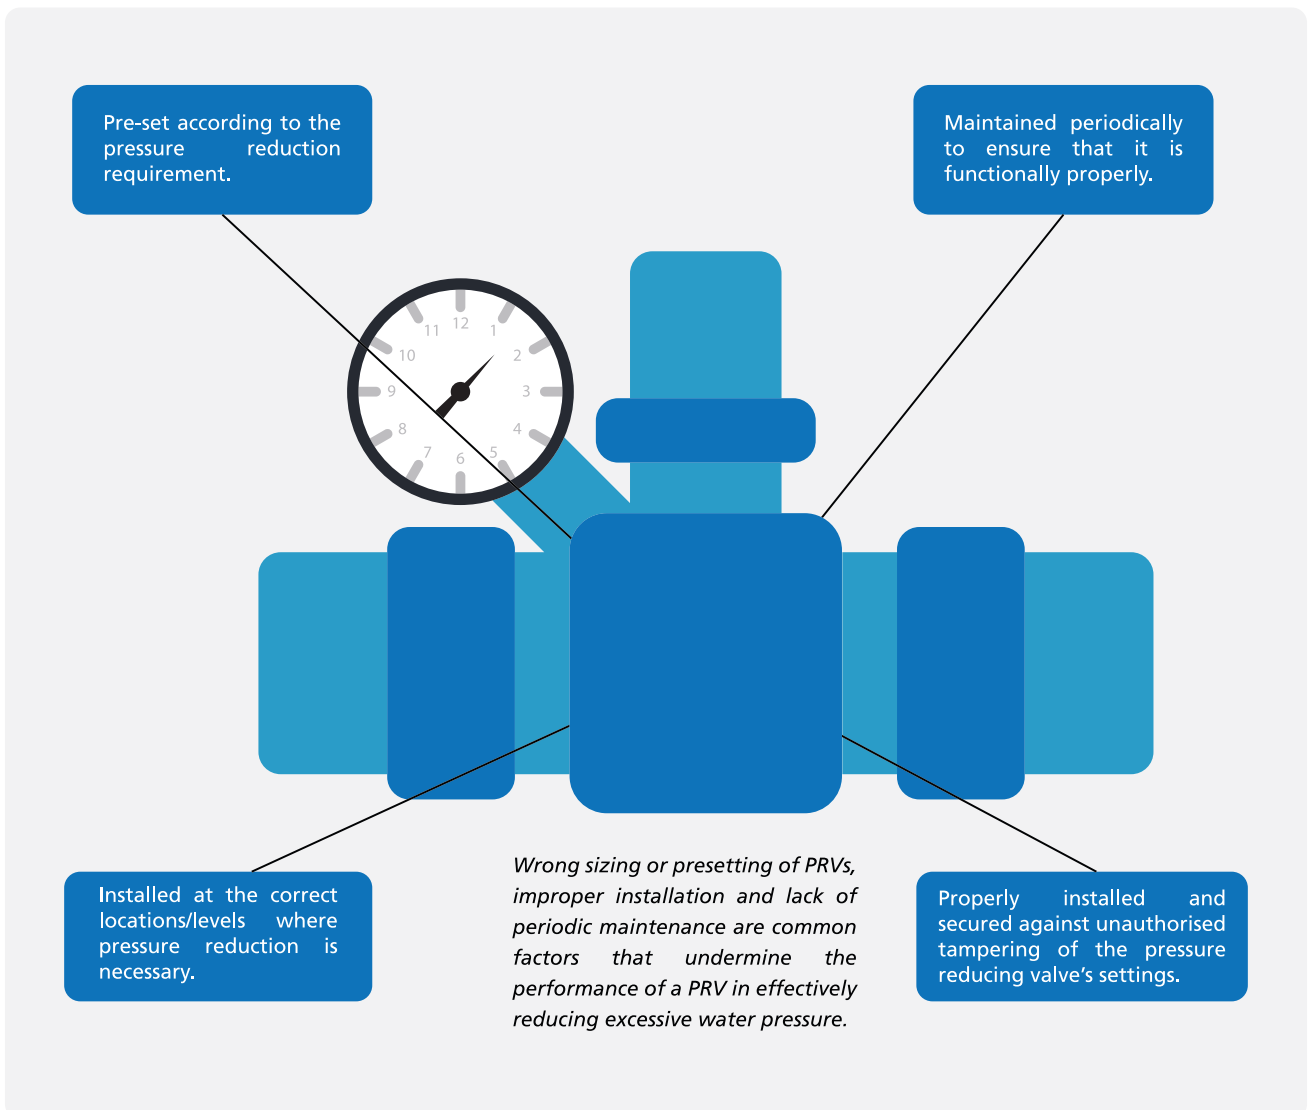 Pre-set according to the
pressure reduction
requirement.
Maintained periodically
to ensure that it is
functionally properly.
12
11
1
10
2
9
3
8
4
7
5
6
Installed at the correct
locations/levels where
pressure reduction is
necessary.
Wrong sizing or presetting of PRVs,
improper installation and lack of
periodic maintenance are common
factors that undermine the
performance of a PRV in effectively
reducing excessive water pressure.
Properly installed and
secured against unauthorised
tampering of the pressure
reducing valve’s settings.